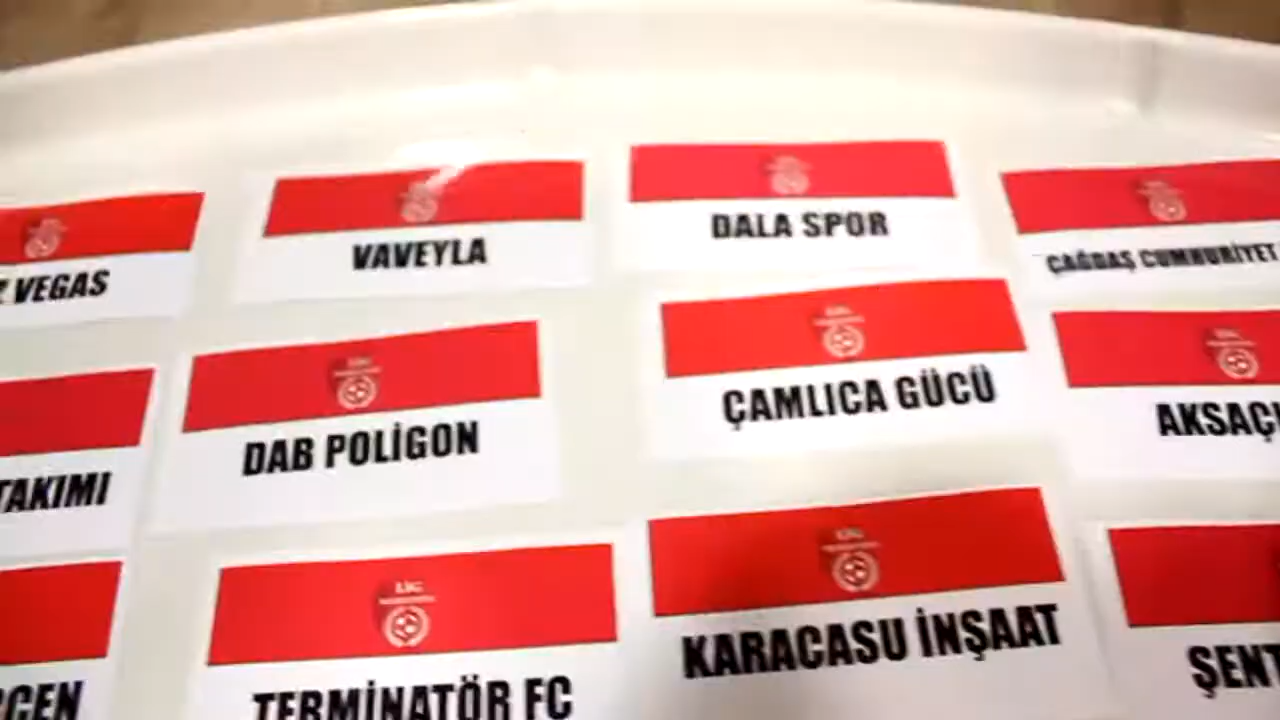 VEGAS
VAVEYLA
DALA SPOR
ÇAĞDAŞ CUMHURİYET
DAB POLİGON
ÇAMLICA GÜCÜ
TAKIMI
TERMİNATÖR FC
KARACASU İNŞAAT